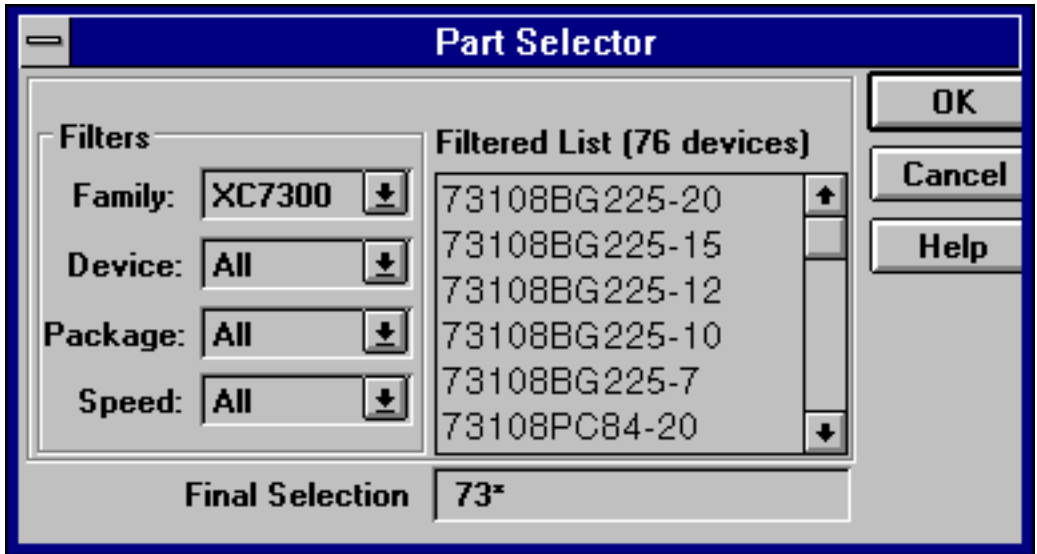 Part Selector
Filters
Family: XC7300
Device: All
Package: All
Speed: All
Filtered List (76 devices)
73108BG225-20
73108BG225-15
73108BG225-12
73108BG225-10
73108BG225-7
73108PC84-20
Final Selection 73*
OK
Cancel
Help